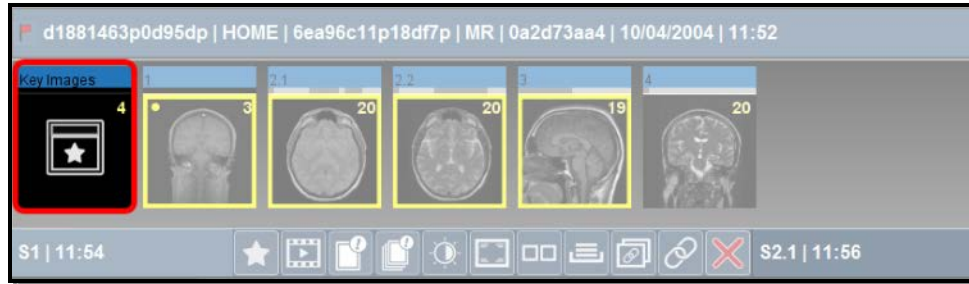 d1881463p0d95dp | HOME | 6ea96c11p18df7p | MR | 0a2d73aa4 | 10/04/2004 | 11:52
Key Images 1 2.1 2.2 3 4
4 3 20 20 19 20
S1 | 11:54 S2.1 | 11:56